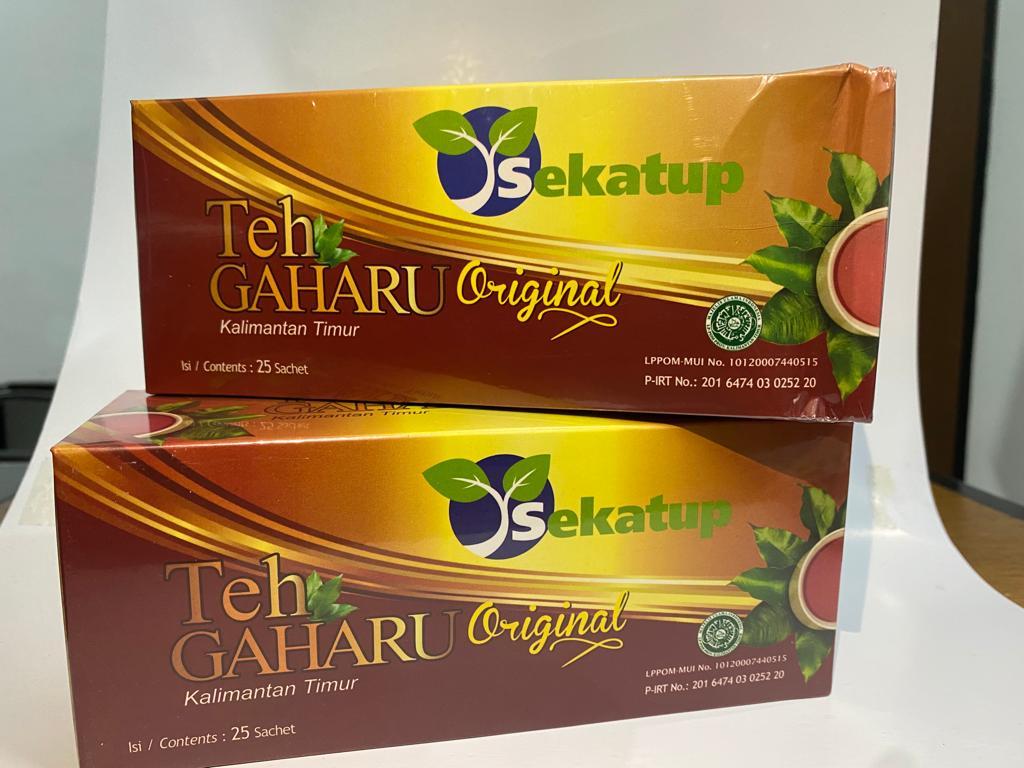 Sekatup
Teh
GAHARU Original
Kalimantan Timur
Isi / Contents : 25 Sachet
LPPOM-MUI No. 10120007440515
P-IRT No.: 201 6474 03 0252 20
Kalimantan Timur
Sekatup
Teh
GAHARU Original
Kalimantan Timur
Isi / Contents : 25 Sachet
LPPOM-MUI No. 10120007440515
P-IRT No.: 201 6474 03 0252 20